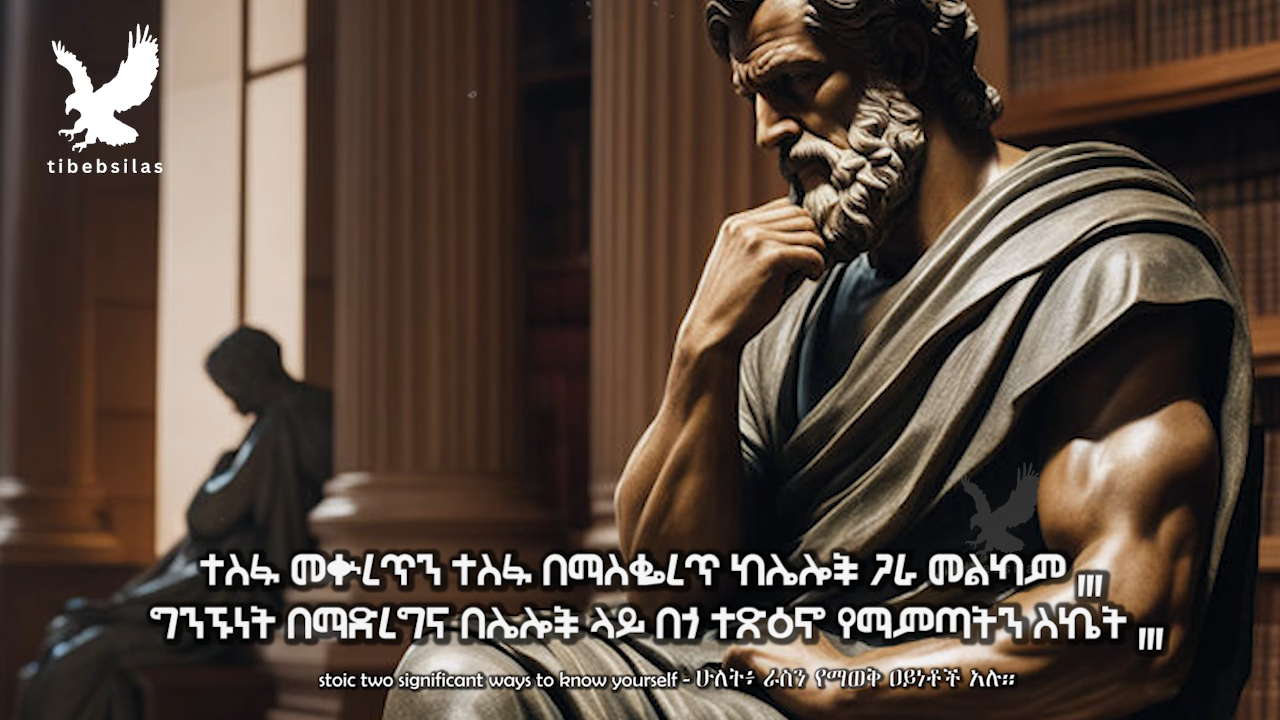 tibebsilas
ተስፋ መቍረጥን ተስፋ በማስቈረጥ ከሌሎች ጋራ መልካም ,,,
ግንኙነት በማድረግና በሌሎች ላይ በጎ ተጽዕኖ የማምጣትን ስኬት ,,,
stoic two significant ways to know yourself - ሁለት፥ ራስን የማወቅ ዐይነቶች አሉ።